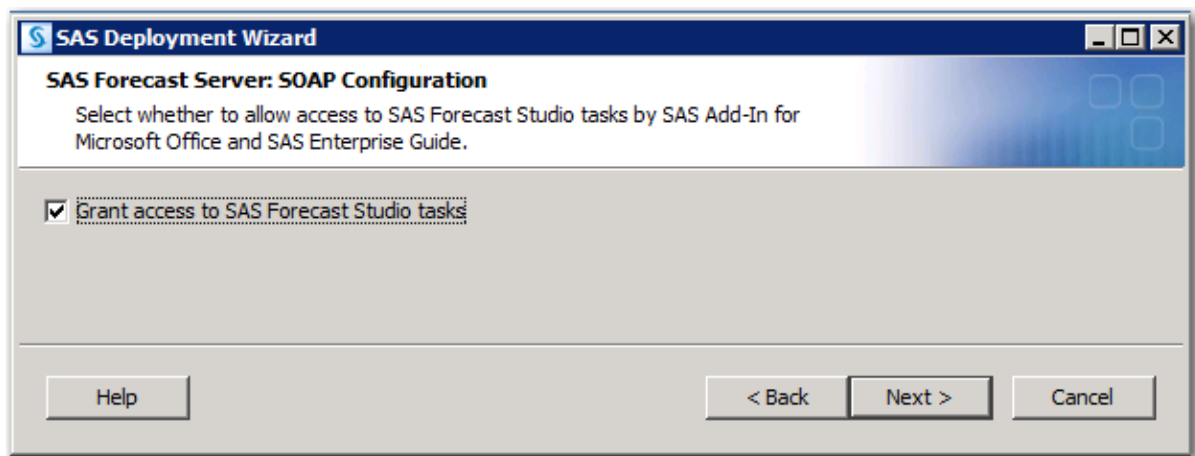 SAS Deployment Wizard
SAS Forecast Server: SOAP Configuration
Select whether to allow access to SAS Forecast Studio tasks by SAS Add-In for
Microsoft Office and SAS Enterprise Guide.
Grant access to SAS Forecast Studio tasks
Help
< Back
Next >
Cancel